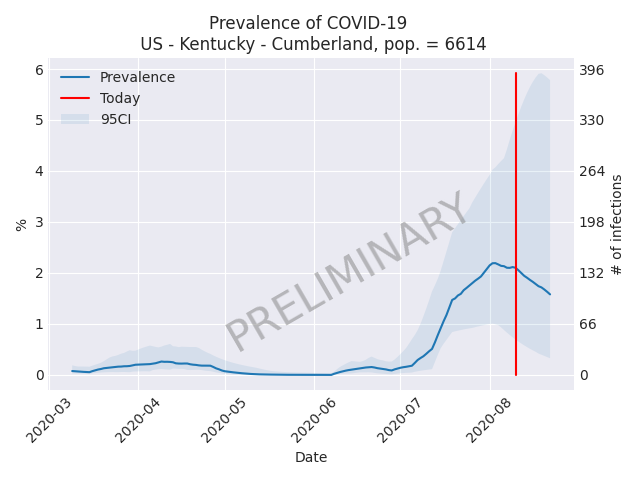 Prevalence of COVID-19
US - Kentucky - Cumberland, pop. = 6614
Prevalence
Today
95CI
PRELIMINARY
6
5
4
3
2
1
0
%
396
330
264
198
132
66
0
# of infections
2020-03
2020-04
2020-05
2020-06
2020-07
2020-08
Date